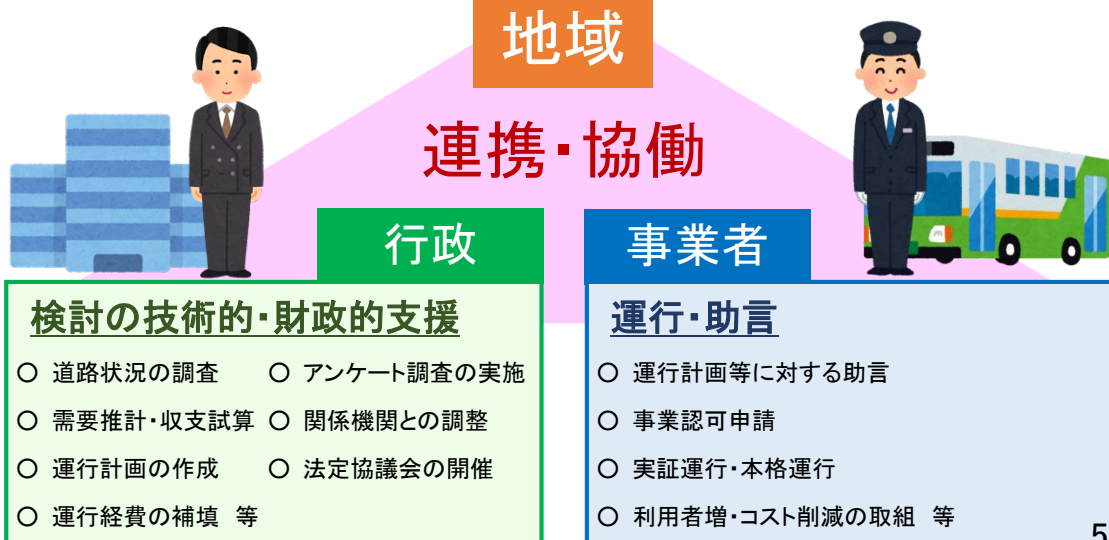 地域
連携・協働
行政
検討の技術的・財政的支援
○ 道路状況の調査 ○ アンケート調査の実施
○ 需要推計・収支試算 ○ 関係機関との調整
○ 運行計画の作成 ○ 法定協議会の開催
○ 運行経費の補填 等
事業者
運行・助言
○ 運行計画等に対する助言
○ 事業認可申請
○ 実証運行・本格運行
○ 利用者増・コスト削減の取組 等
5